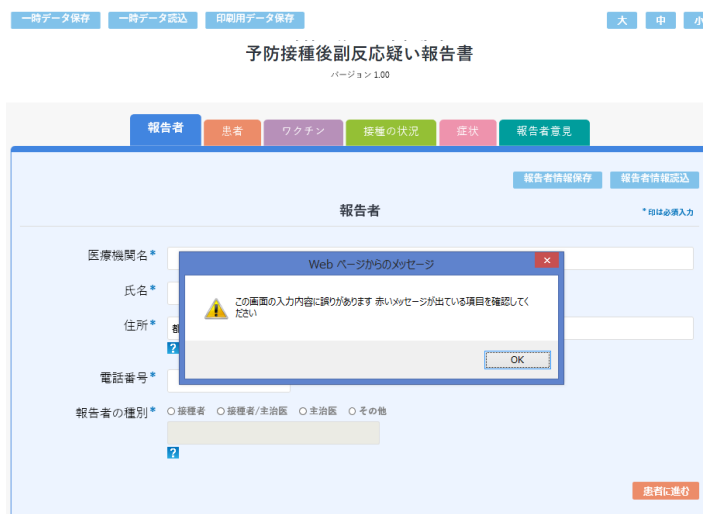 一時データ保存
一時データ読込
印刷用データ保存
大
中
小
予防接種後副反応疑い報告書
バージョン 1.00
報告者
患者
ワクチン
接種の状況
症状
報告者意見
報告者情報保存
報告者情報読込
報告者
*印は必須入力
医療機関名*
氏名*
住所*
都
?
電話番号*
報告者の種別*
接種者
接種者/主治医
主治医
その他
?
患者に進む
Web ページからのメッセージ
×
この画面の入力内容に誤りがあります 赤いメッセージが出ている項目を確認してく
ださい
OK